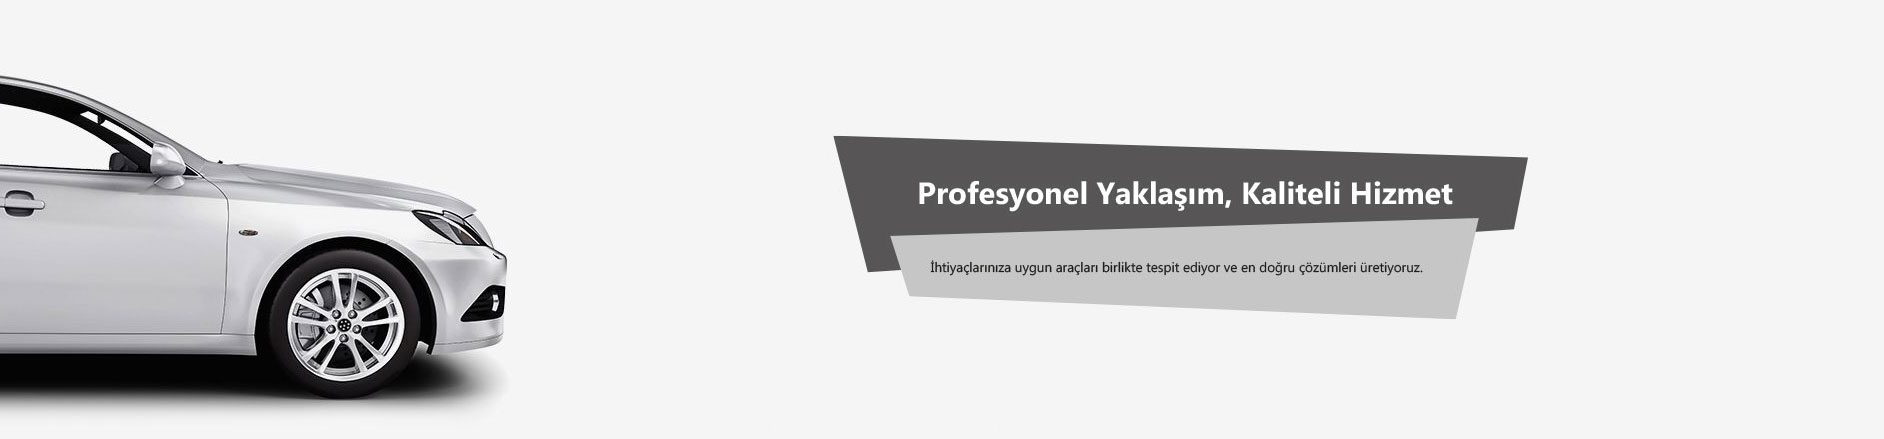 Profesyonel Yaklaşım, Kaliteli Hizmet
İhtiyaçlarınıza uygun araçları birlikte tespit ediyor ve en doğru çözümleri üretiyoruz.